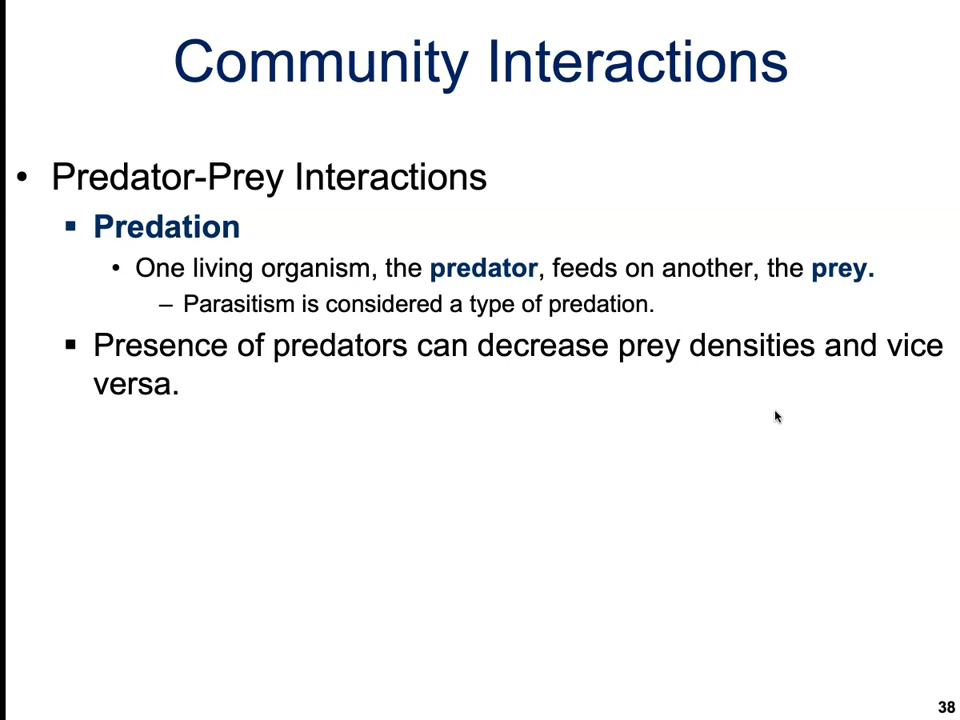 Community Interactions
• Predator-Prey Interactions
▪ Predation
• One living organism, the predator, feeds on another, the prey.
– Parasitism is considered a type of predation.
▪ Presence of predators can decrease prey densities and vice
versa.
38